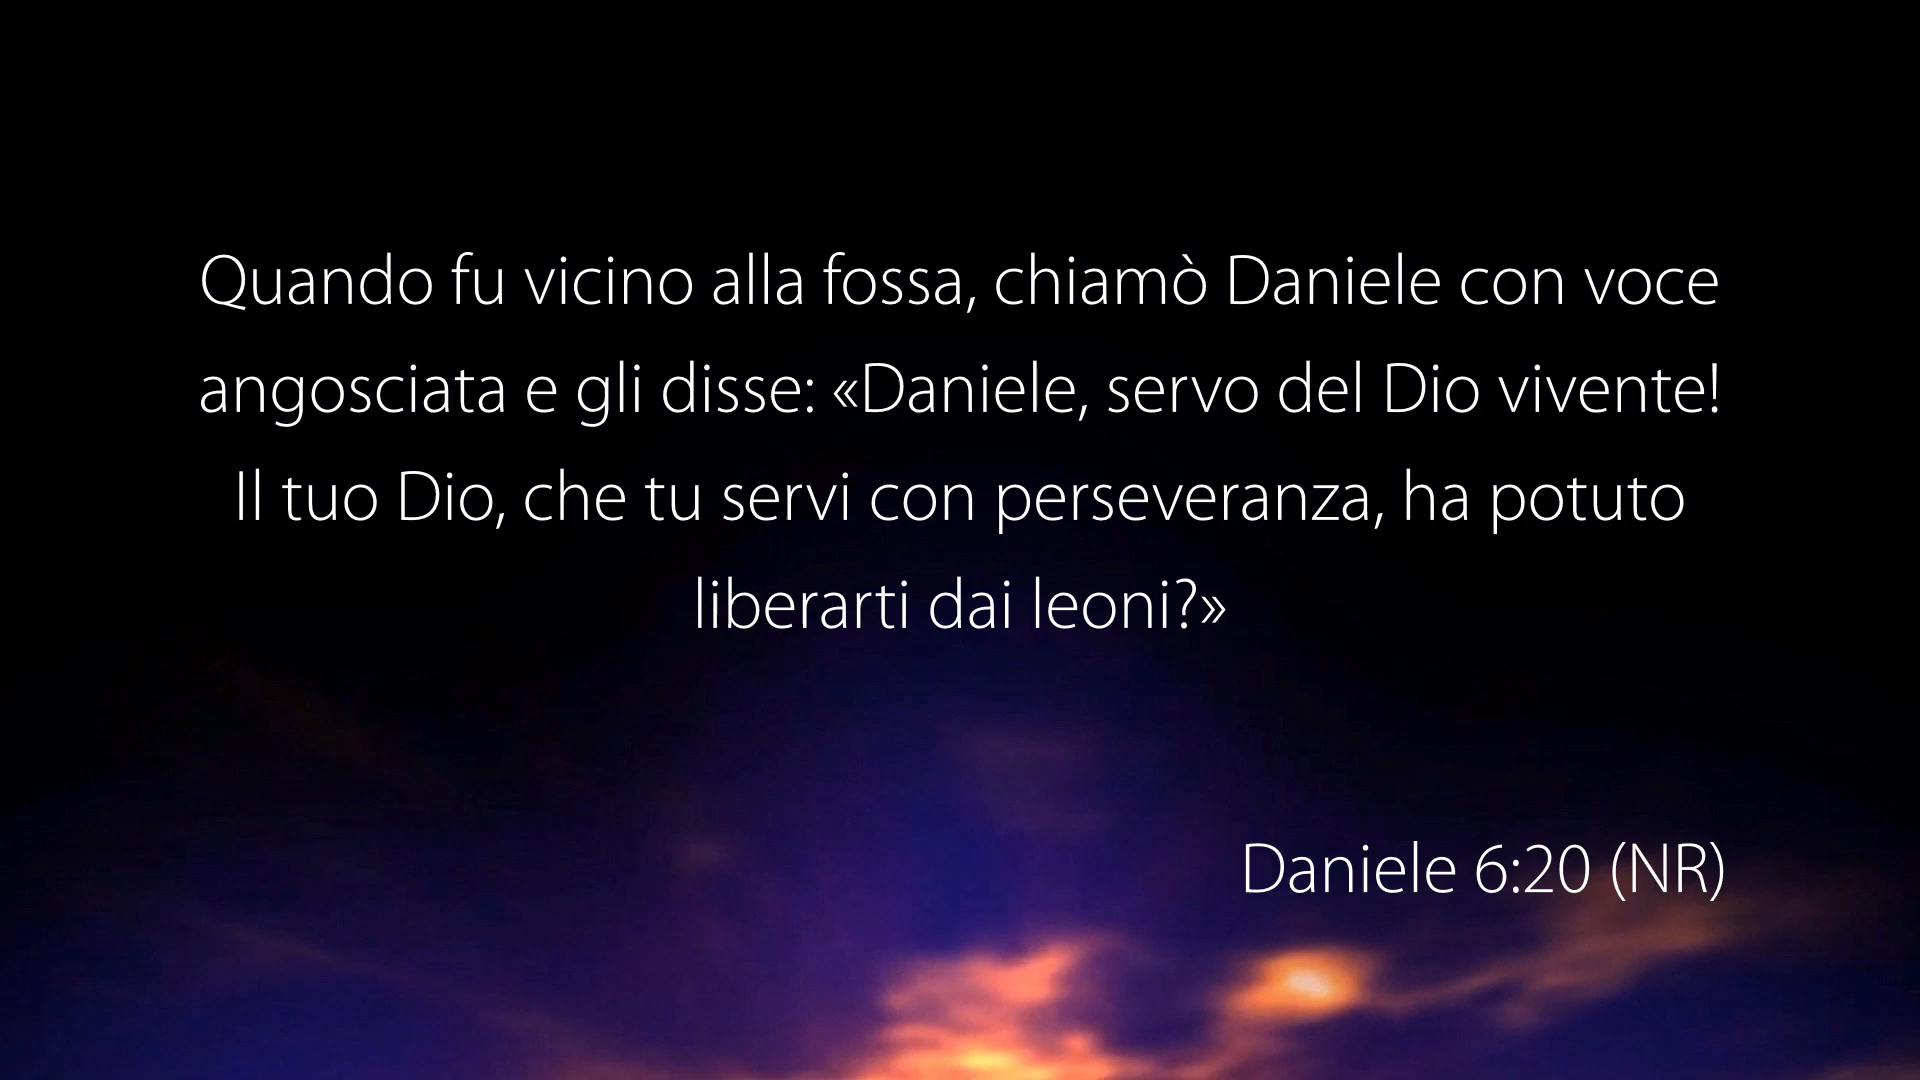 Quando fu vicino alla fossa, chiamò Daniele con voce
angosciata e gli disse: «Daniele, servo del Dio vivente!
Il tuo Dio, che tu servi con perseveranza, ha potuto
liberarti dai leoni?»
Daniele 6:20 (NR)